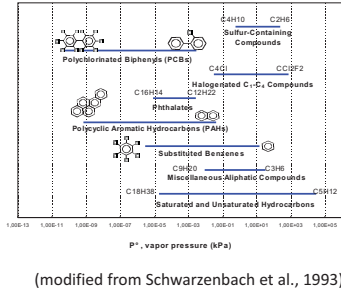 C4H10 C2H6
Sulfur-Containing
Compounds
Polychlorinated Biphenyls (PCBs)
C4Cl CCl2F2
Halogenated C₁-C₄ Compounds
C16H34 C12H22
Phthalates
Polycyclic Aromatic Hydrocarbons (PAHs)
Substituted Benzenes
C9H20 C3H6
Miscellaneous Aliphatic Compounds
C18H38 C5H12
Saturated and Unsaturated Hydrocarbons
1,00E-13 1,00E-11 1,00E-09 1,00E-07 1,00E-05 1,00E-03 1,00E-01 1,00E+01 1,00E+03 1,00E+05
P°, vapor pressure (kPa)
(modified from Schwarzenbach et al., 1993)